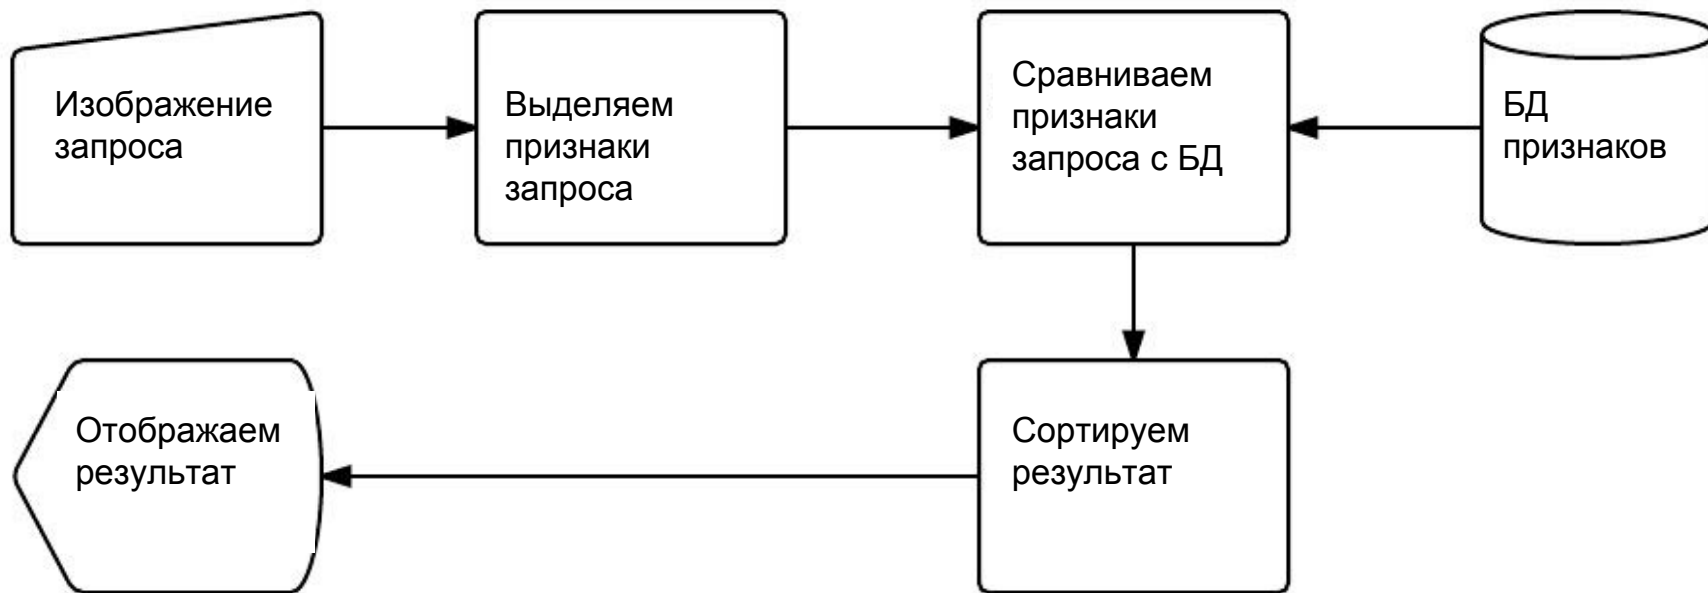 Изображение
запроса
Выделяем
признаки
запроса
Сравниваем
признаки
запроса с БД
БД
признаков
Отображаем
результат
Сортируем
результат